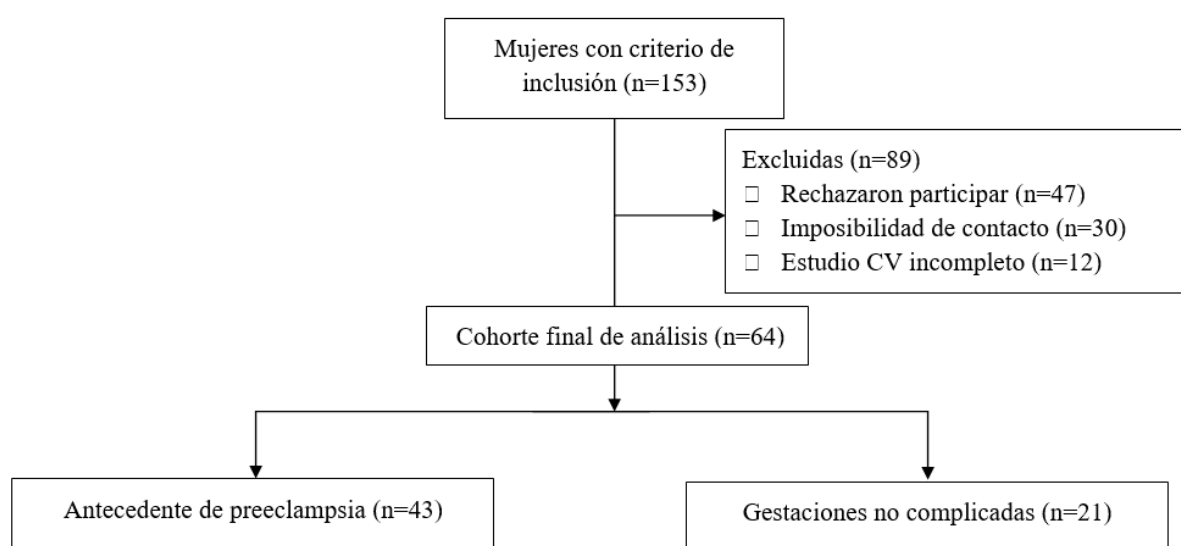 Mujeres con criterio de
inclusión (n=153)
Excluidas (n=89)
□ Rechazaron participar (n=47)
□ Imposibilidad de contacto (n=30)
□ Estudio CV incompleto (n=12)
Cohorte final de análisis (n=64)
Antecedente de preeclampsia (n=43)
Gestaciones no complicadas (n=21)